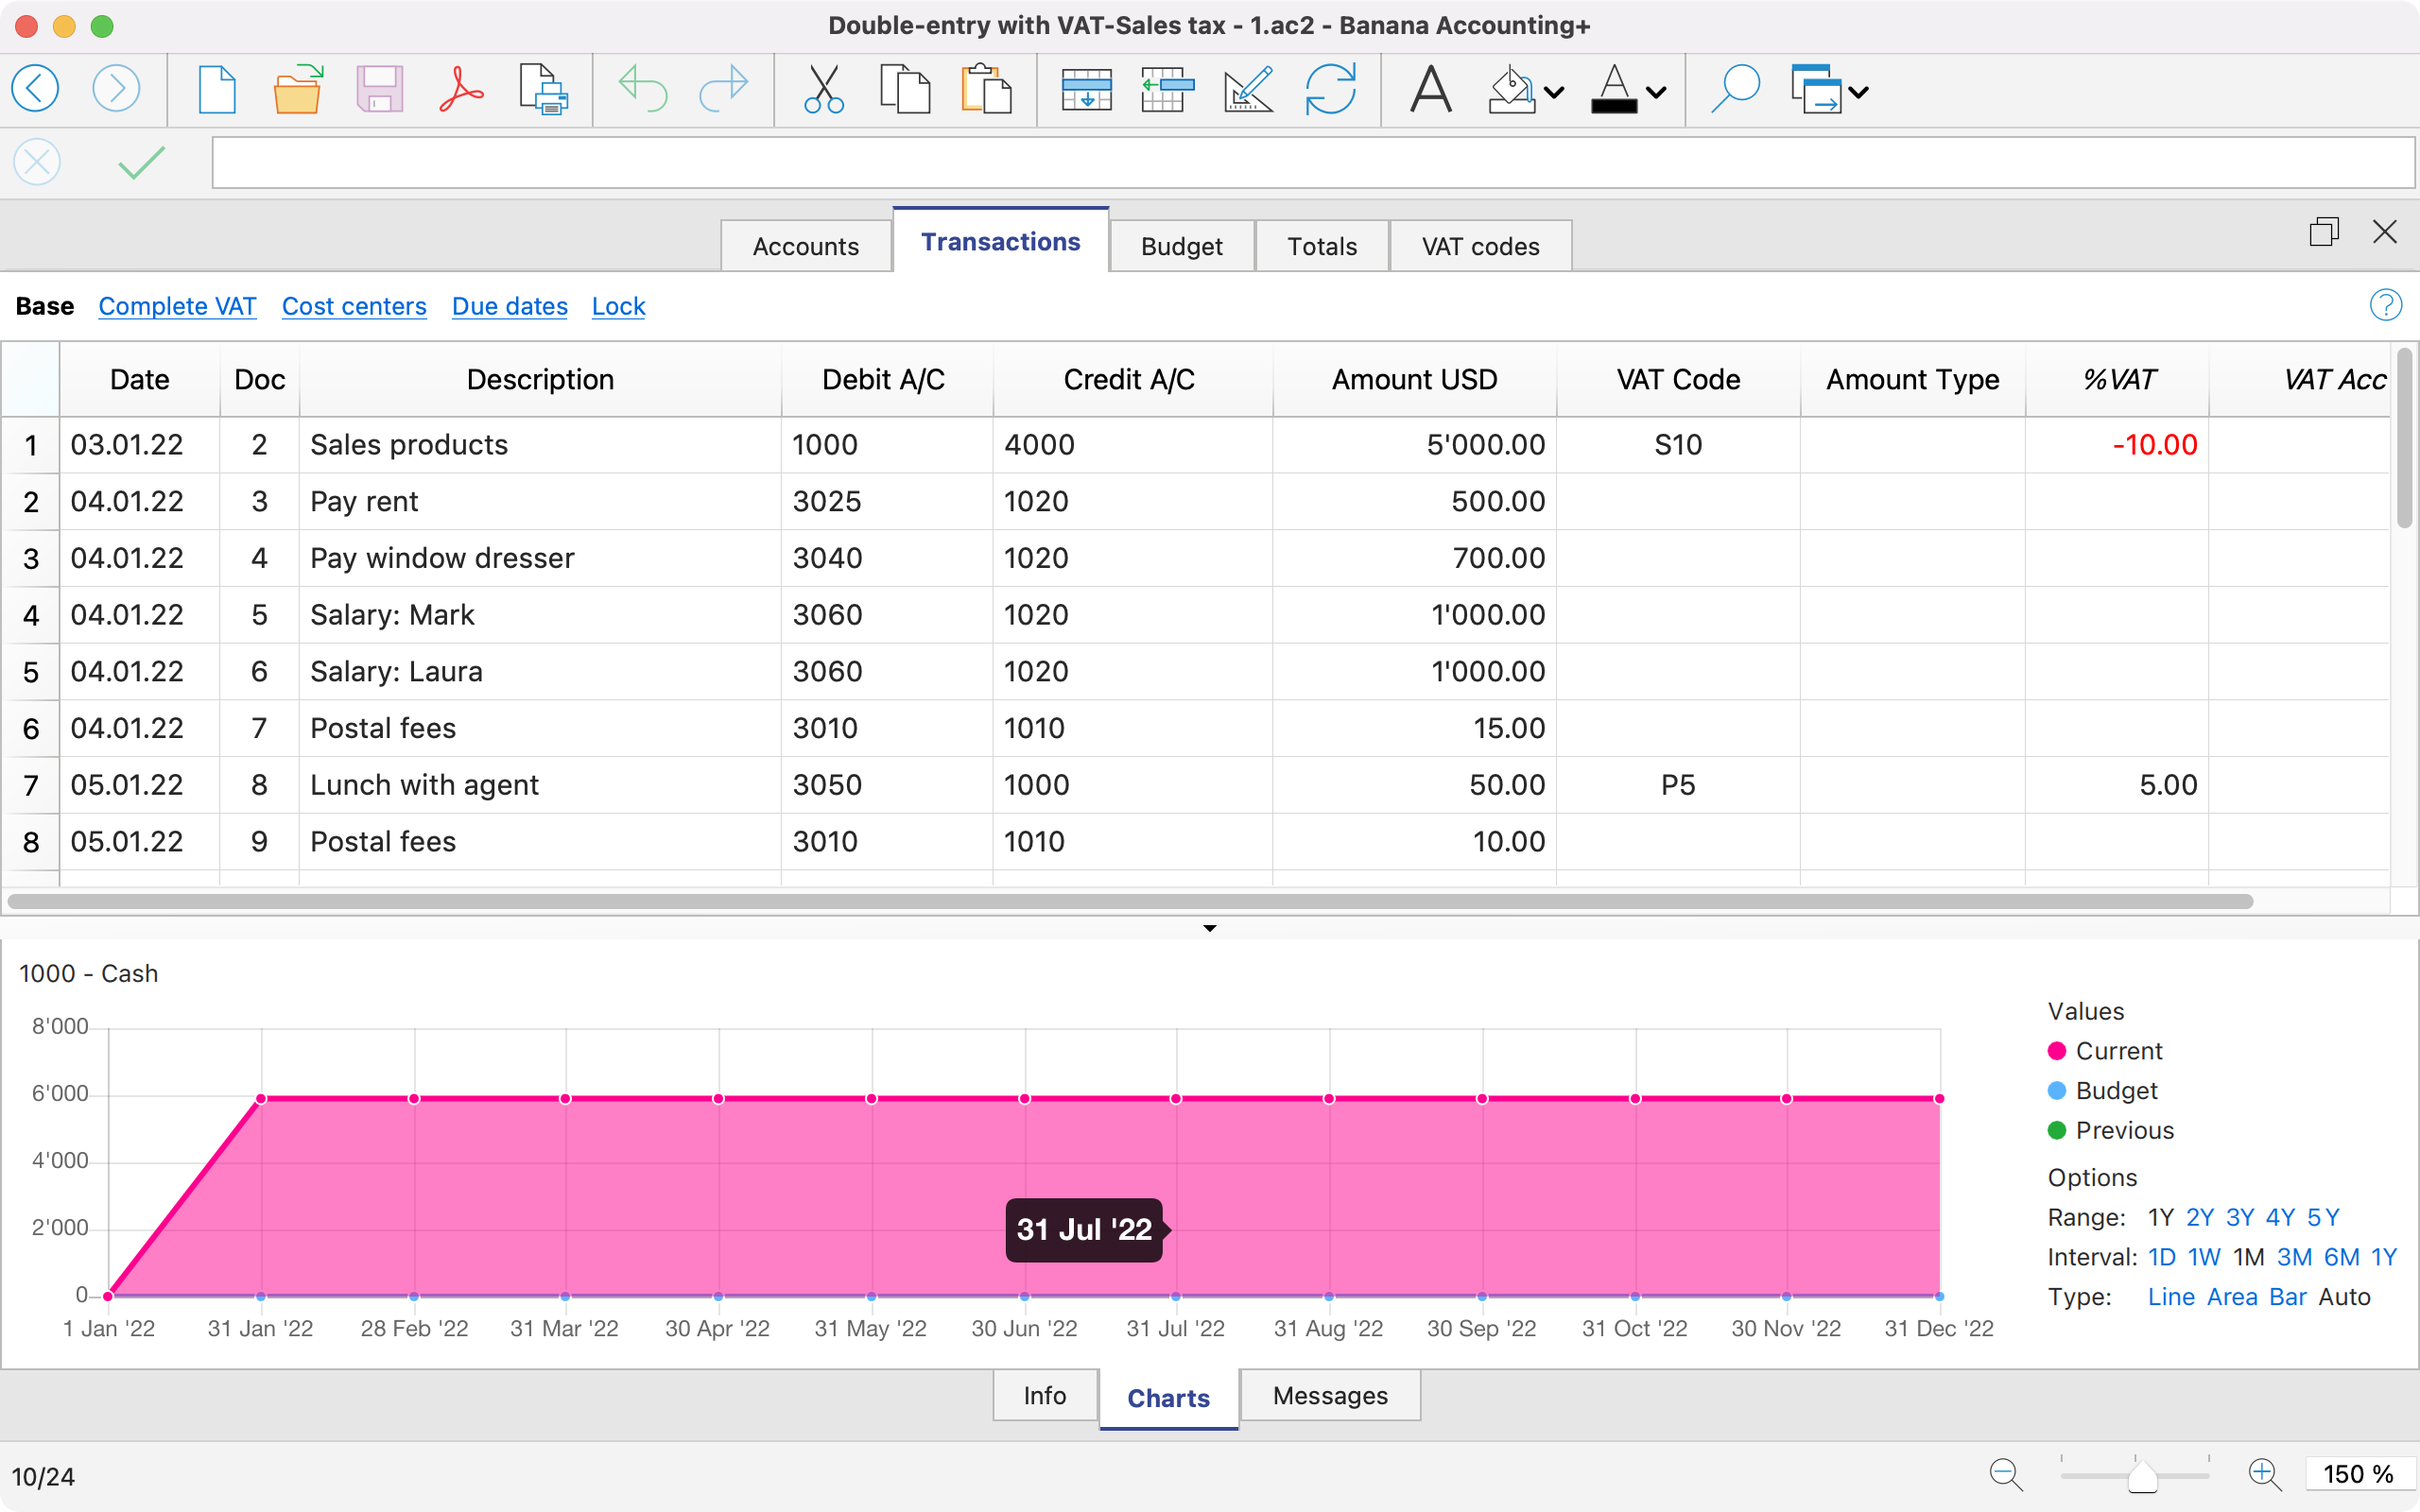 Double-entry with VAT-Sales tax - 1.ac2 - Banana Accounting+
Accounts Transactions Budget Totals VAT codes
Base Complete VAT Cost centers Due dates Lock
Date Doc Description Debit A/C Credit A/C Amount USD VAT Code Amount Type %VAT VAT Acc
1 03.01.22 2 Sales products 1000 4000 5'000.00 S10 -10.00
2 04.01.22 3 Pay rent 3025 1020 500.00
3 04.01.22 4 Pay window dresser 3040 1020 700.00
4 04.01.22 5 Salary: Mark 3060 1020 1'000.00
5 04.01.22 6 Salary: Laura 3060 1020 1'000.00
6 04.01.22 7 Postal fees 3010 1010 15.00
7 05.01.22 8 Lunch with agent 3050 1000 50.00 P5 5.00
8 05.01.22 9 Postal fees 3010 1010 10.00
1000 - Cash
8'000
6'000
4'000
2'000
0
31 Jul '22
1 Jan '22 31 Jan '22 28 Feb '22 31 Mar '22 30 Apr '22 31 May '22 30 Jun '22 31 Jul '22 31 Aug '22 30 Sep '22 31 Oct '22 30 Nov '22 31 Dec '22
Values
Current
Budget
Previous
Options
Range: 1Y 2Y 3Y 4Y 5Y
Interval: 1D 1W 1M 3M 6M 1Y
Type: Line Area Bar Auto
Info Charts Messages
10/24
150 %